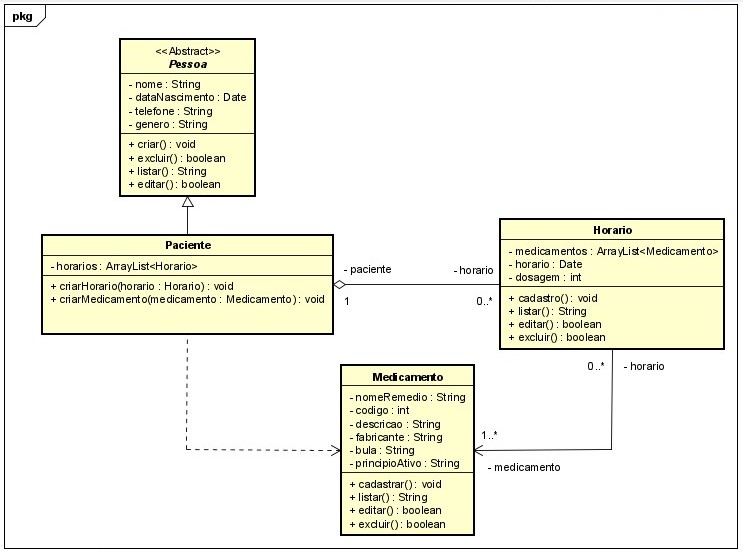 pkg
<<Abstract>>
Pessoa
- nome : String
- dataNascimento : Date
- telefone : String
- genero : String
+ criar() : void
+ excluir() : boolean
+ listar() : String
+ editar() : boolean
Paciente
- horarios : ArrayList<Horario>
+ criarHorario(horario : Horario) : void
+ criarMedicamento(medicamento : Medicamento) : void
- paciente
1
- horario
0..*
Horario
- medicamentos : ArrayList<Medicamento>
- horario : Date
- dosagem : int
+ cadastro() : void
+ listar() : String
+ editar() : boolean
+ excluir() : boolean
0..*
- horario
1..*
- medicamento
Medicamento
- nomeRemedio : String
- codigo : int
- descricao : String
- fabricante : String
- bula : String
- principioAtivo : String
+ cadastrar() : void
+ listar() : String
+ editar() : boolean
+ excluir() : boolean